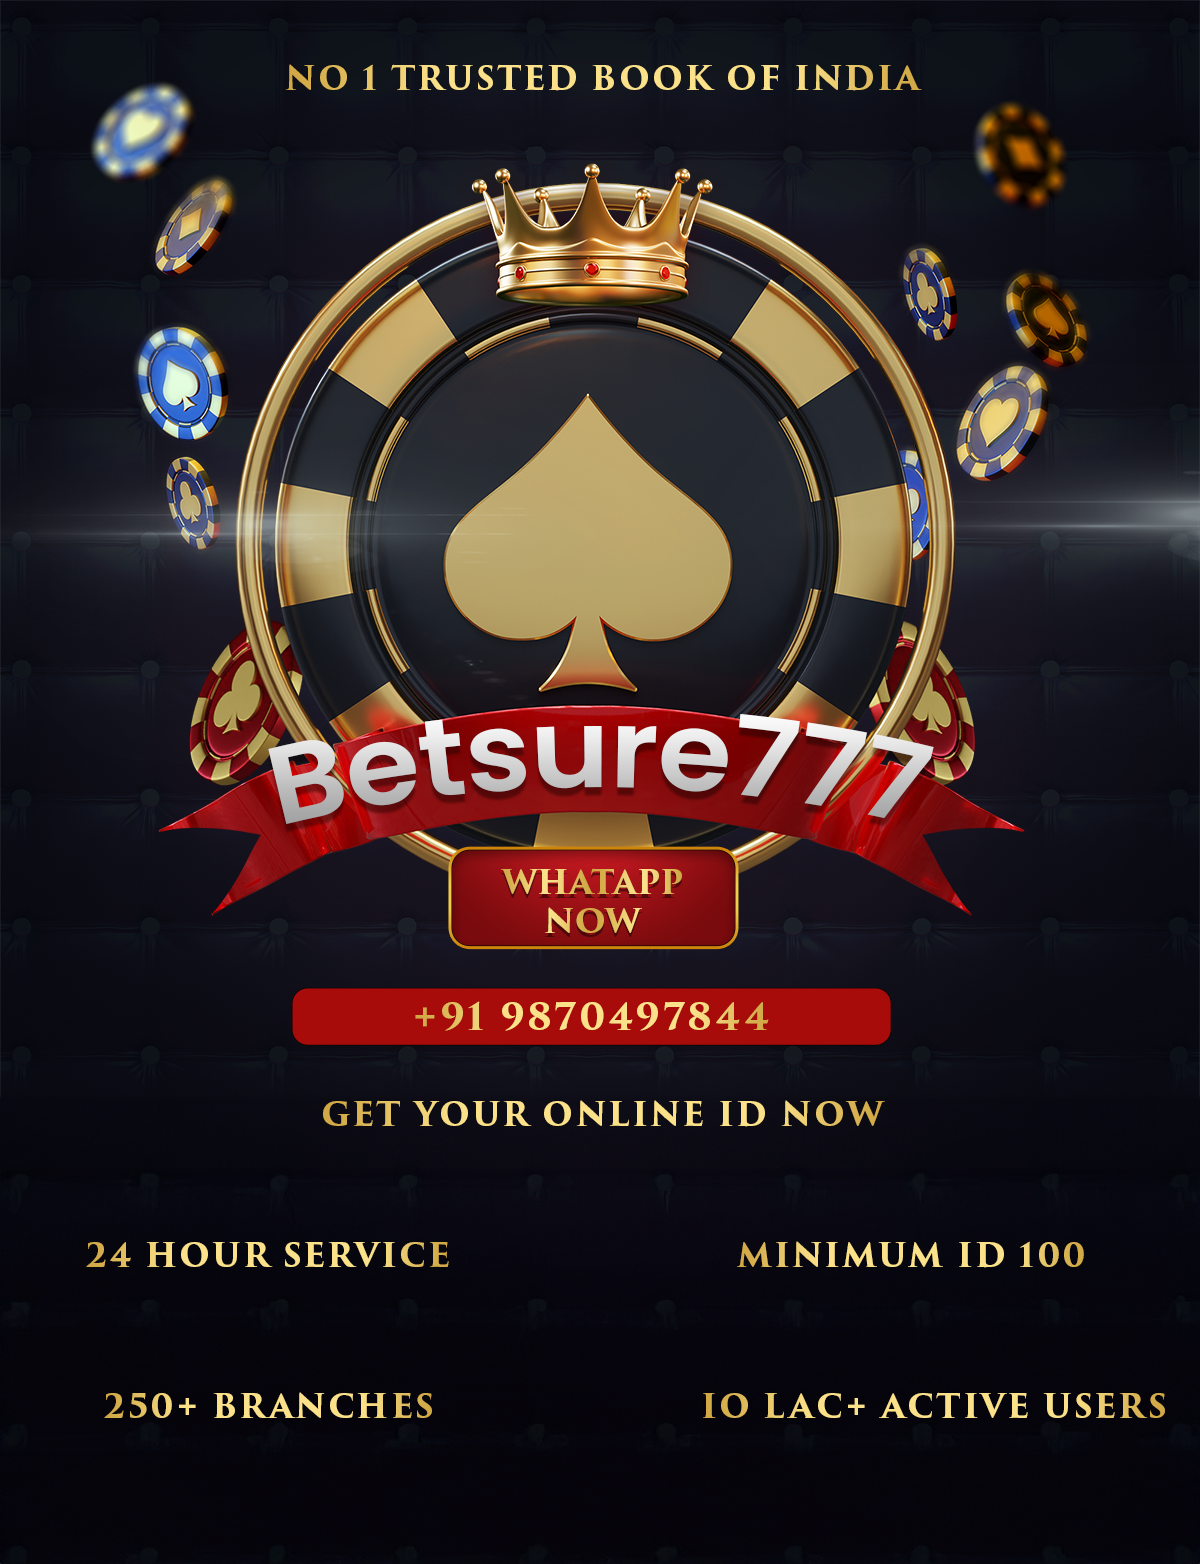 NO 1 TRUSTED BOOK OF INDIA
Betsure777
WHATAPP
NOW
+91 9870497844
GET YOUR ONLINE ID NOW
24 HOUR SERVICE
MINIMUM ID 100
250+ BRANCHES
IO LAC+ ACTIVE USERS